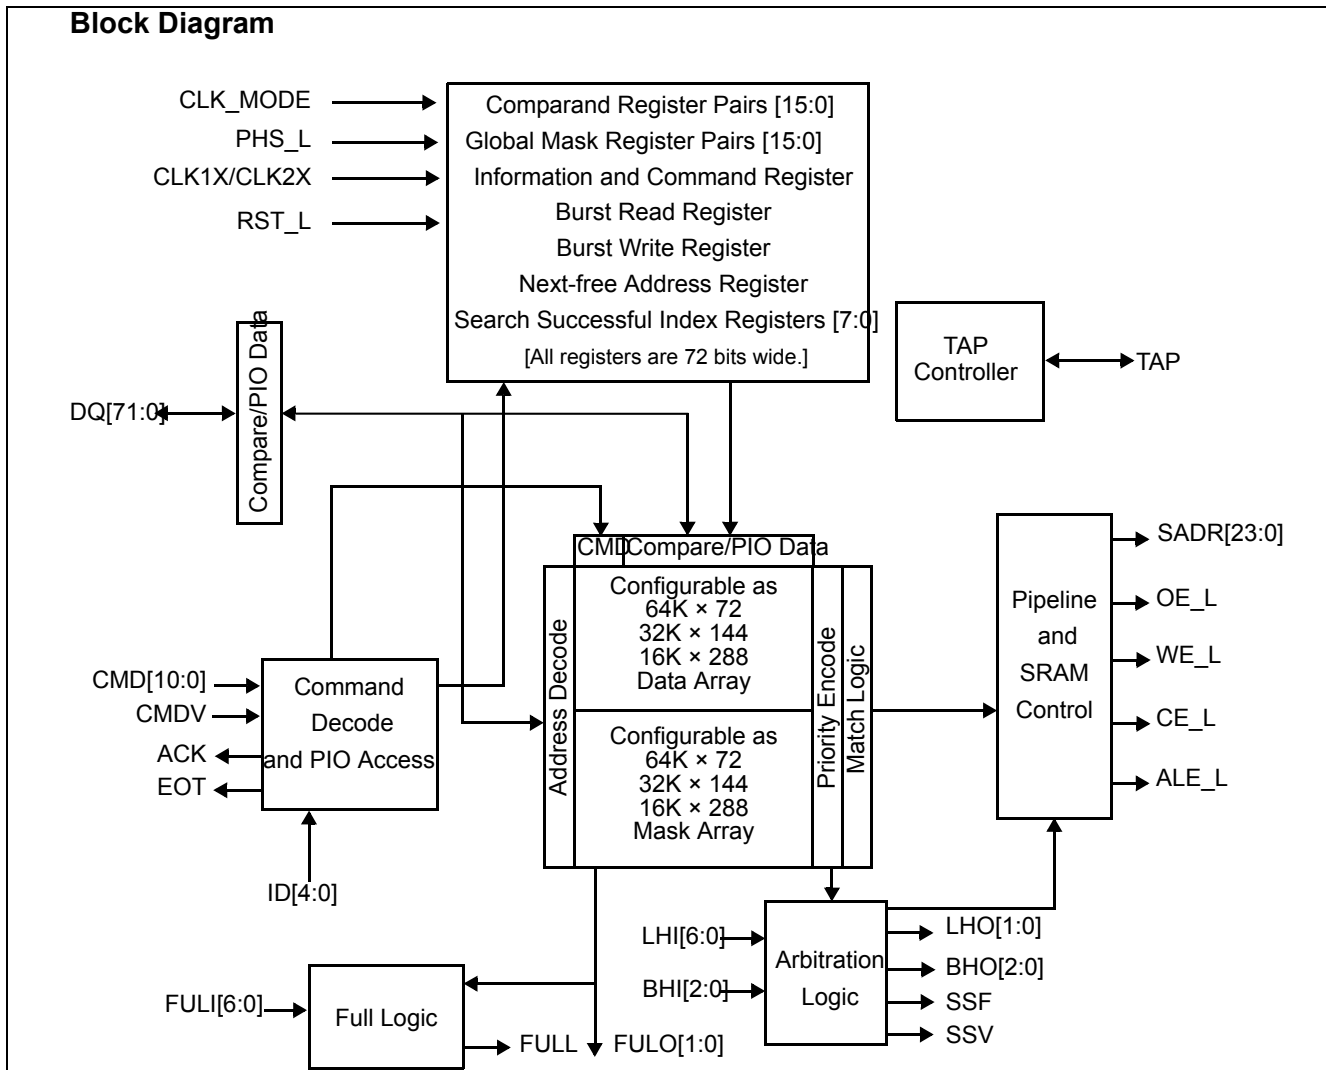 Block Diagram
CLK_MODE
PHS_L
CLK1X/CLK2X
RST_L
Comparand Register Pairs [15:0]
Global Mask Register Pairs [15:0]
Information and Command Register
Burst Read Register
Burst Write Register
Next-free Address Register
Search Successful Index Registers [7:0]
[All registers are 72 bits wide.]
TAP
Controller
TAP
DQ[71:0]
Compare/PIO Data
CMD
Compare/PIO Data
Address Decode
Configurable as
64K × 72
32K × 144
16K × 288
Data Array
Configurable as
64K × 72
32K × 144
16K × 288
Mask Array
Priority Encode
Match Logic
Pipeline
and
SRAM
Control
SADR[23:0]
OE_L
WE_L
CE_L
ALE_L
CMD[10:0]
CMDV
ACK
EOT
Command
Decode
and PIO Access
ID[4:0]
LHI[6:0]
BHI[2:0]
Arbitration
Logic
LHO[1:0]
BHO[2:0]
SSF
SSV
FULI[6:0]
Full Logic
FULL
FULO[1:0]